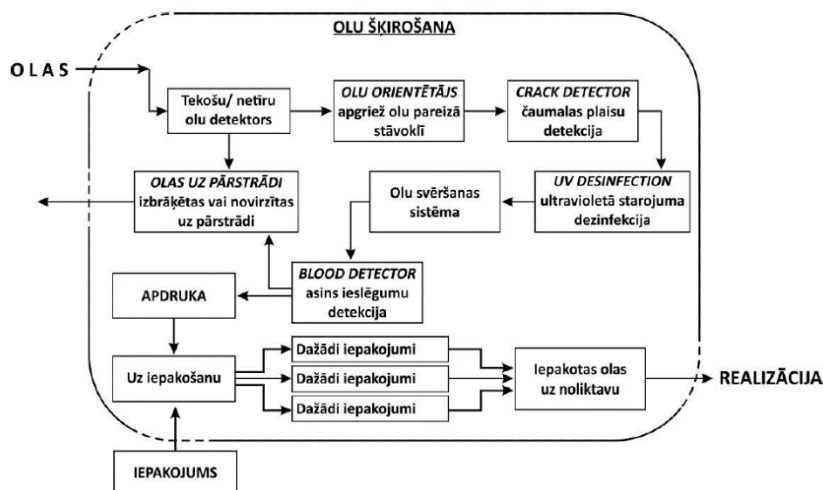 OLU ŠĶIROŠANA
OLAS
Tekošu/ netīru
olu detektors
OLU ORIENTĒTĀJS
apgriež olu pareizā
stāvoklī
CRACK DETECTOR
čaumalas plaisu
detekcija
OLAS UZ PĀRSTRĀDI
izbrāķētas vai novirzītas
uz pārstrādi
Olu svēršanas
sistēma
UV DESINFECTION
ultravioletā starojuma
dezinfekcija
BLOOD DETECTOR
asins ieslēgumu
detekcija
APDRUKA
Uz iepakošanu
Dažādi iepakojumi
Dažādi iepakojumi
Dažādi iepakojumi
Iepakotas olas
uz noliktavu
REALIZĀCIJA
IEPAKOJUMS